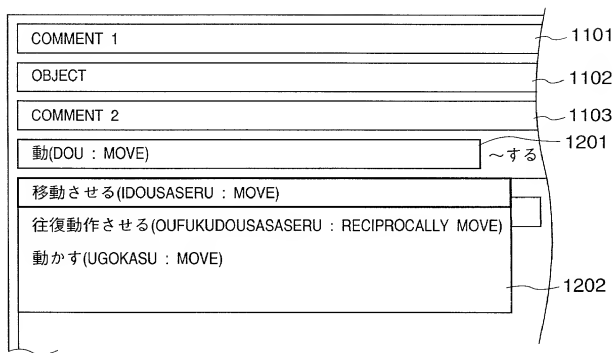 COMMENT 1
1101
OBJECT
1102
COMMENT 2
1103
1201
動(DOU : MOVE)
~する
移動させる(IDOUSASERU : MOVE)
往復動作させる(OUFUKUDOUSASASERU : RECIPROCALLY MOVE)
動かす(UGOKASU : MOVE)
1202